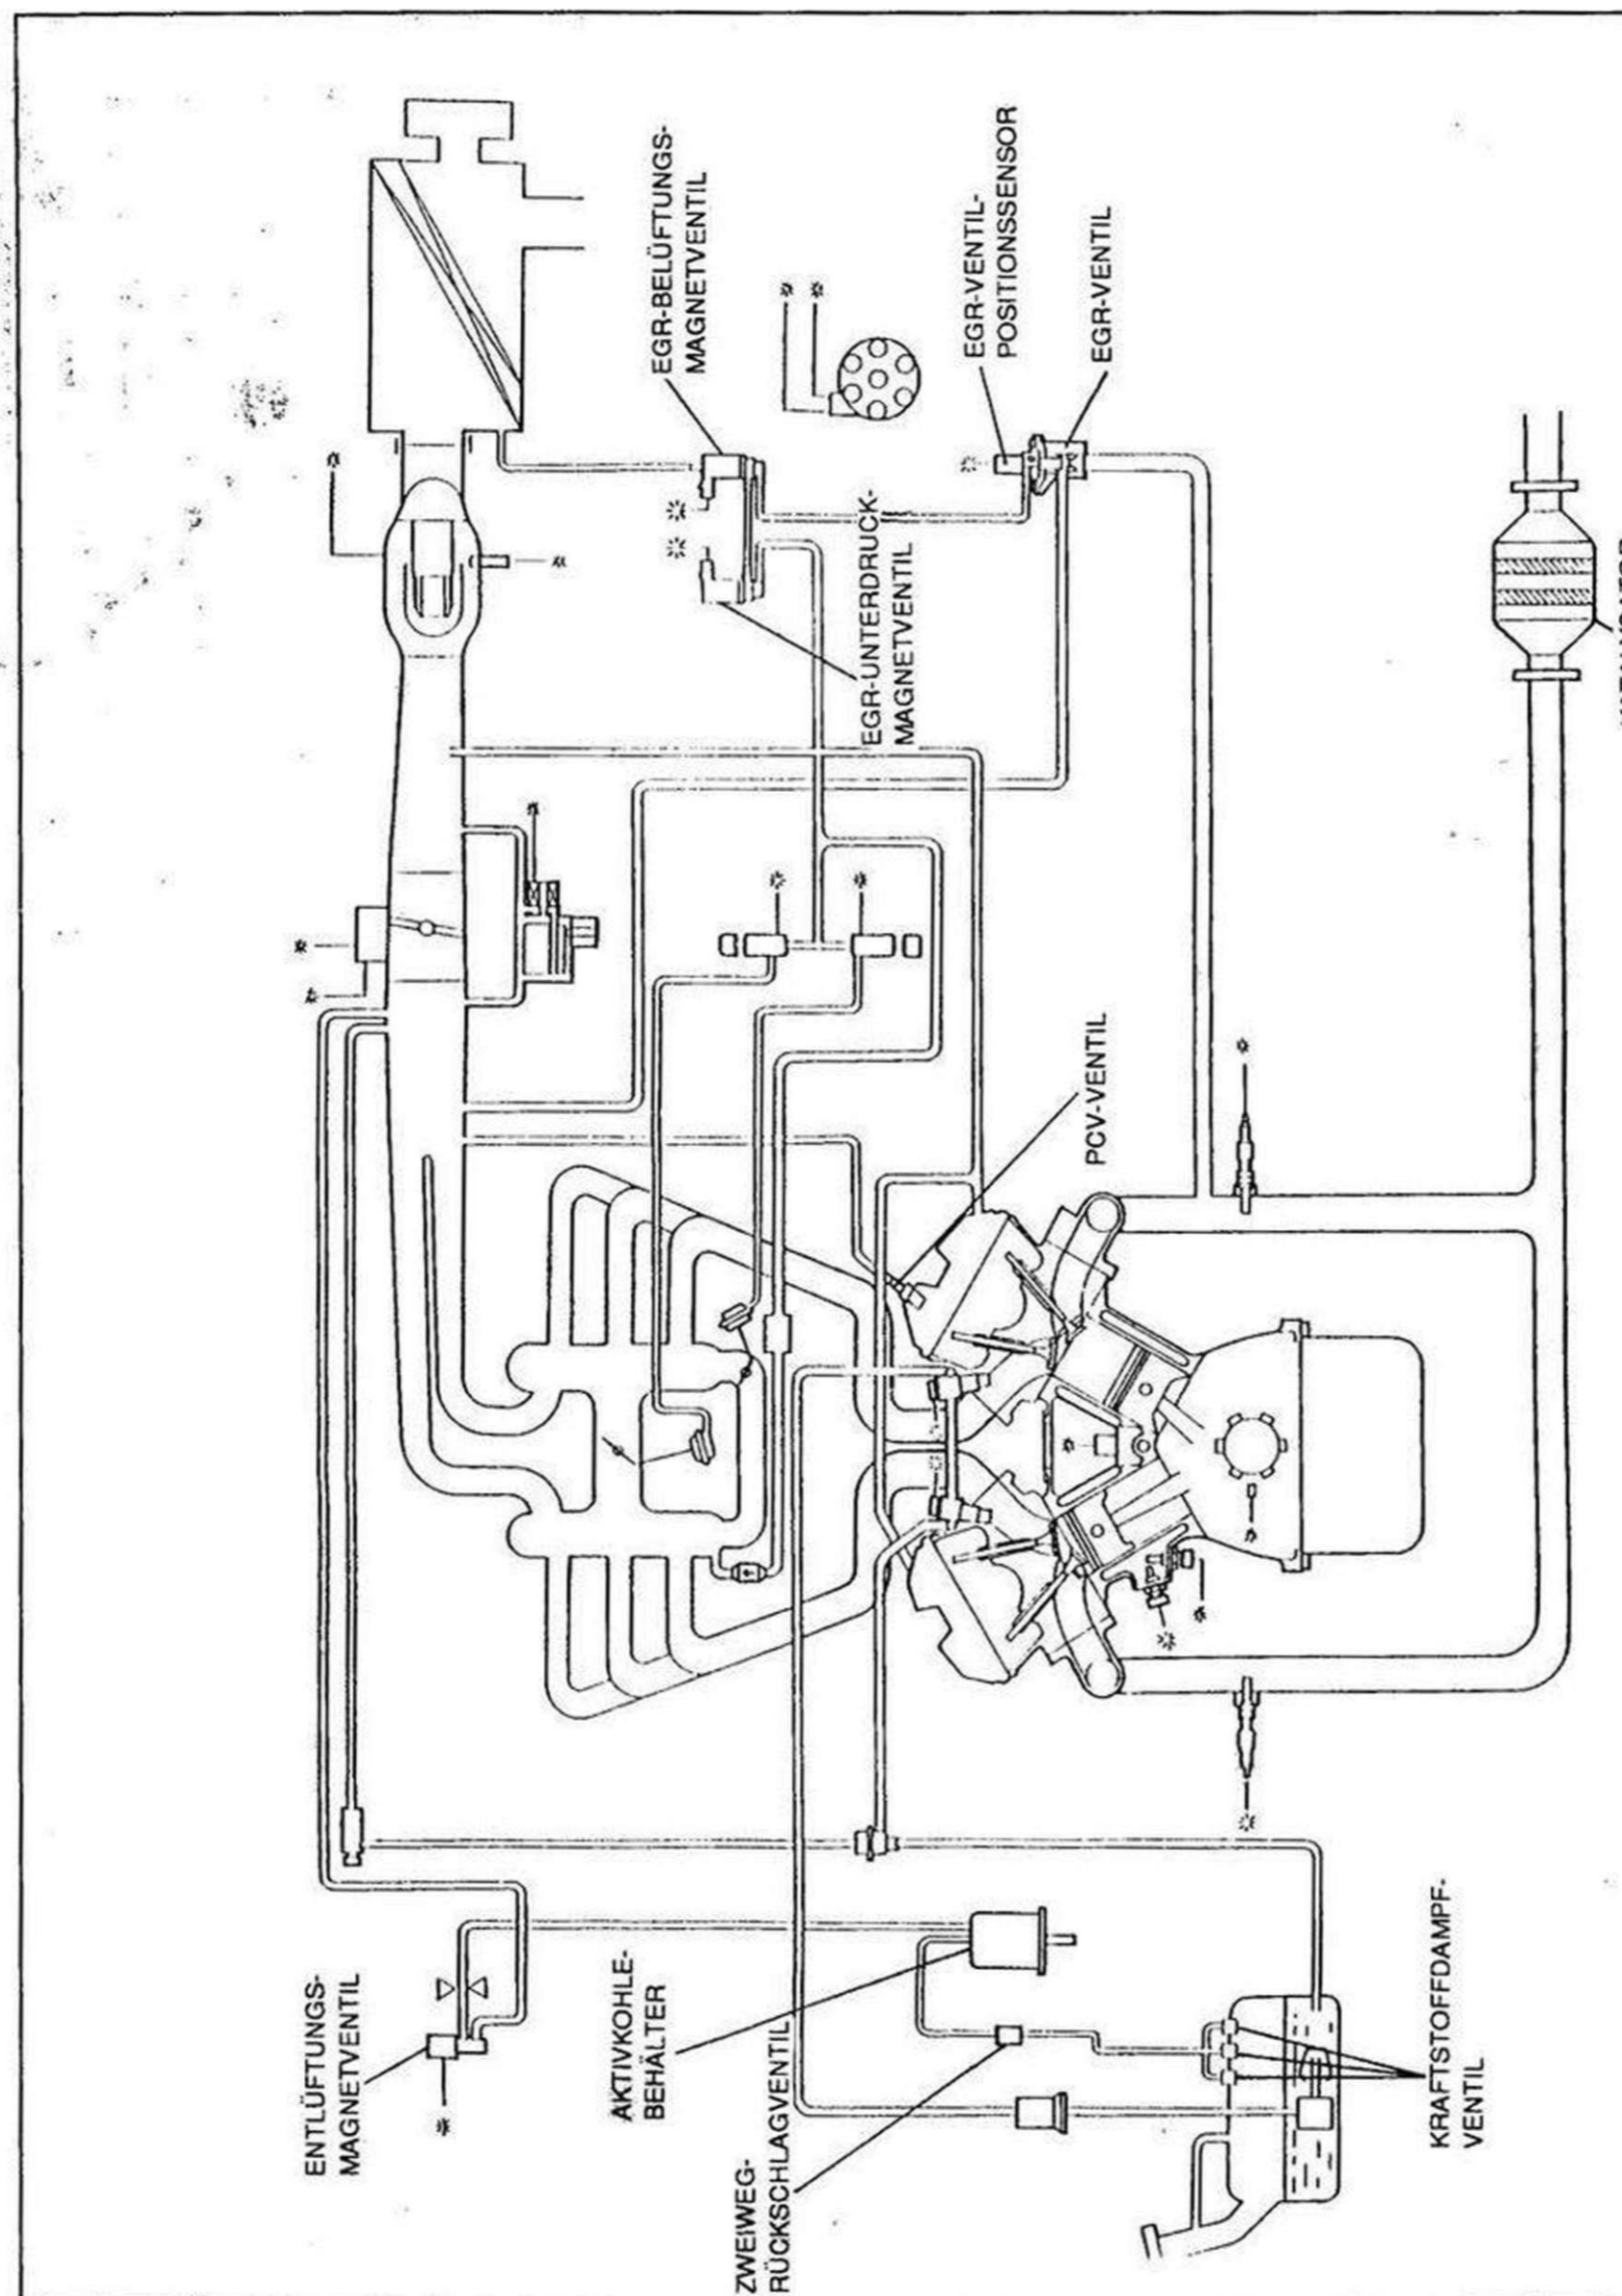 EGR-BELÜFTUNGS-
MAGNETVENTIL
EGR-VENTIL-
POSITIONSSENSOR
EGR-VENTIL
EGR-UNTERDRUCK-
MAGNETVENTIL
PCV-VENTIL
ENTLÜFTUNGS-
MAGNETVENTIL
AKTIVKOHLE-
BEHÄLTER
ZWEIWEG-
RÜCKSCHLAGVENTIL
KRAFTSTOFFDAMPF-
VENTIL